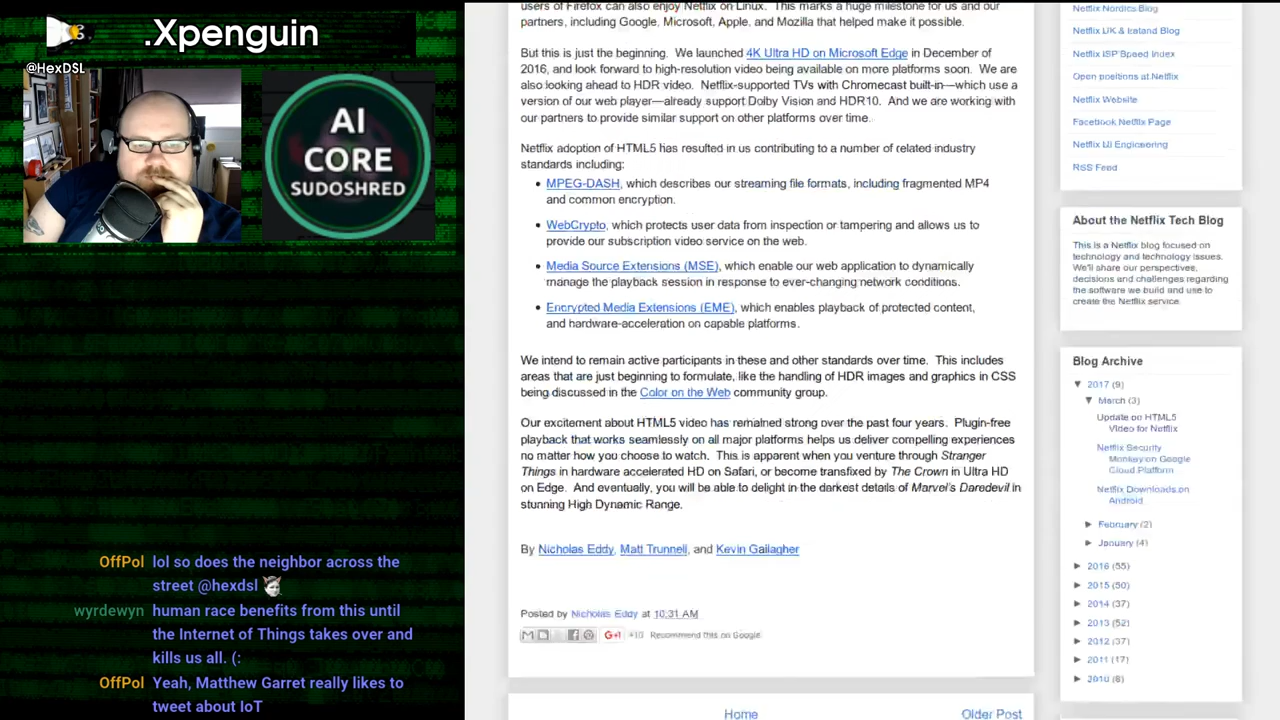 .Xpenguin
@HexDSL
AI
CORE
SUDOSHRED
OffPol lol so does the neighbor across the
street @hexdsl
wyrdewyn human race benefits from this until
the Internet of Things takes over and
kills us all. (:
OffPol Yeah, Matthew Garret really likes to
tweet about IoT
users of Firefox can also enjoy Netflix on Linux. This marks a huge milestone for us and our
partners, including Google, Microsoft, Apple, and Mozilla that helped make it possible.
But this is just the beginning. We launched 4K Ultra HD on Microsoft Edge in December of
2016, and look forward to high-resolution video being available on more platforms soon. We are
also looking ahead to HDR video. Netflix-supported TVs with Chromecast built-in—which use a
version of our web player—already support Dolby Vision and HDR10. And we are working with
our partners to provide similar support on other platforms over time.
Netflix adoption of HTML5 has resulted in us contributing to a number of related industry
standards including:
• MPEG-DASH, which describes our streaming file formats, including fragmented MP4
and common encryption.
• WebCrypto, which protects user data from inspection or tampering and allows us to
provide our subscription video service on the web.
• Media Source Extensions (MSE), which enable our web application to dynamically
manage the playback session in response to ever-changing network conditions.
• Encrypted Media Extensions (EME), which enables playback of protected content,
and hardware-acceleration on capable platforms.
We intend to remain active participants in these and other standards over time. This includes
areas that are just beginning to formulate, like the handling of HDR images and graphics in CSS
being discussed in the Color on the Web community group.
Our excitement about HTML5 video has remained strong over the past four years. Plugin-free
playback that works seamlessly on all major platforms helps us deliver compelling experiences
no matter how you choose to watch. This is apparent when you venture through Stranger
Things in hardware accelerated HD on Safari, or become transfixed by The Crown in Ultra HD
on Edge. And eventually, you will be able to delight in the darkest details of Marvel's Daredevil in
stunning High Dynamic Range.
By Nicholas Eddy, Matt Trunnell, and Kevin Gallagher
Posted by Nicholas Eddy at 10:31 AM
G+1 +10 Recommend this on Google
Home
Older Post
Netflix Nordics Blog
Netflix UK & Ireland Blog
Netflix ISP Speed Index
Open positions at Netflix
Netflix Website
Facebook Netflix Page
Netflix UI Engineering
RSS Feed
About the Netflix Tech Blog
This is a Netflix blog focused on
technology and technology issues.
We'll share our perspectives,
decisions and challenges regarding
the software we build and use to
create the Netflix service.
Blog Archive
▼ 2017 (9)
▼ March (3)
Update on HTML5
Video for Netflix
Netflix Security
Monkey on Google
Cloud Platform
Netflix Downloads on
Android
► February (2)
► January (4)
► 2016 (55)
► 2015 (50)
► 2014 (37)
► 2013 (52)
► 2012 (37)
► 2011 (17)
► 2010 (8)